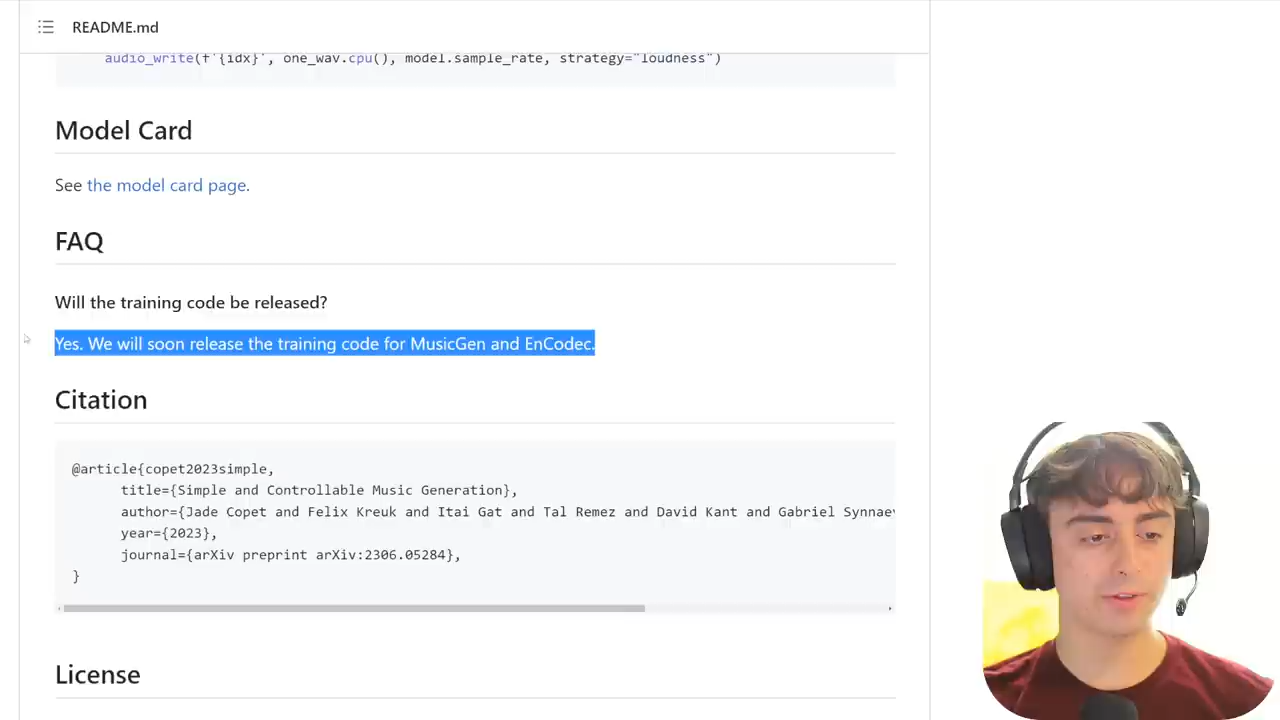 README.md
audio_write(f'{idx}', one_wav.cpu(), model.sample_rate, strategy="loudness")
Model Card
See the model card page.
FAQ
Will the training code be released?
Yes. We will soon release the training code for MusicGen and EnCodec.
Citation
@article{copet2023simple,
title={Simple and Controllable Music Generation},
author={Jade Copet and Felix Kreuk and Itai Gat and Tal Remez and David Kant and Gabriel Synnaev
year={2023},
journal={arXiv preprint arXiv:2306.05284},
}
License